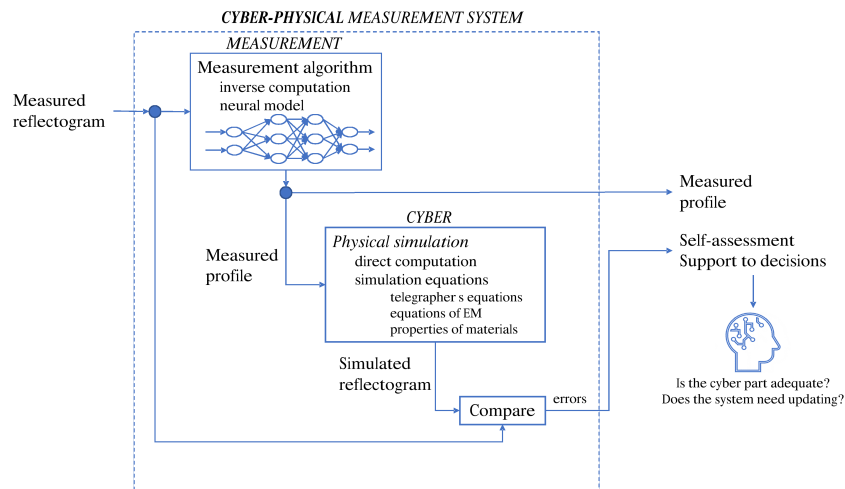 CYBER-PHYSICAL MEASUREMENT SYSTEM
MEASUREMENT
Measurement algorithm
inverse computation
neural model
Measured
reflectogram
Measured
profile
CYBER
Physical simulation
direct computation
simulation equations
telegrapher s equations
equations of EM
properties of materials
Measured
profile
Self-assessment
Support to decisions
Simulated
reflectogram
Compare
errors
Is the cyber part adequate?
Does the system need updating?